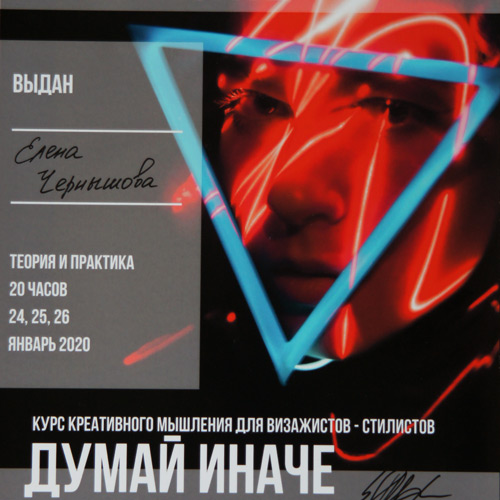 ВЫДАН
Елена
Чернышова
ТЕОРИЯ И ПРАКТИКА
20 ЧАСОВ
24, 25, 26
ЯНВАРЬ 2020
КУРС КРЕАТИВНОГО МЫШЛЕНИЯ ДЛЯ ВИЗАЖИСТОВ - СТИЛИСТОВ
ДУМАЙ ИНАЧЕ